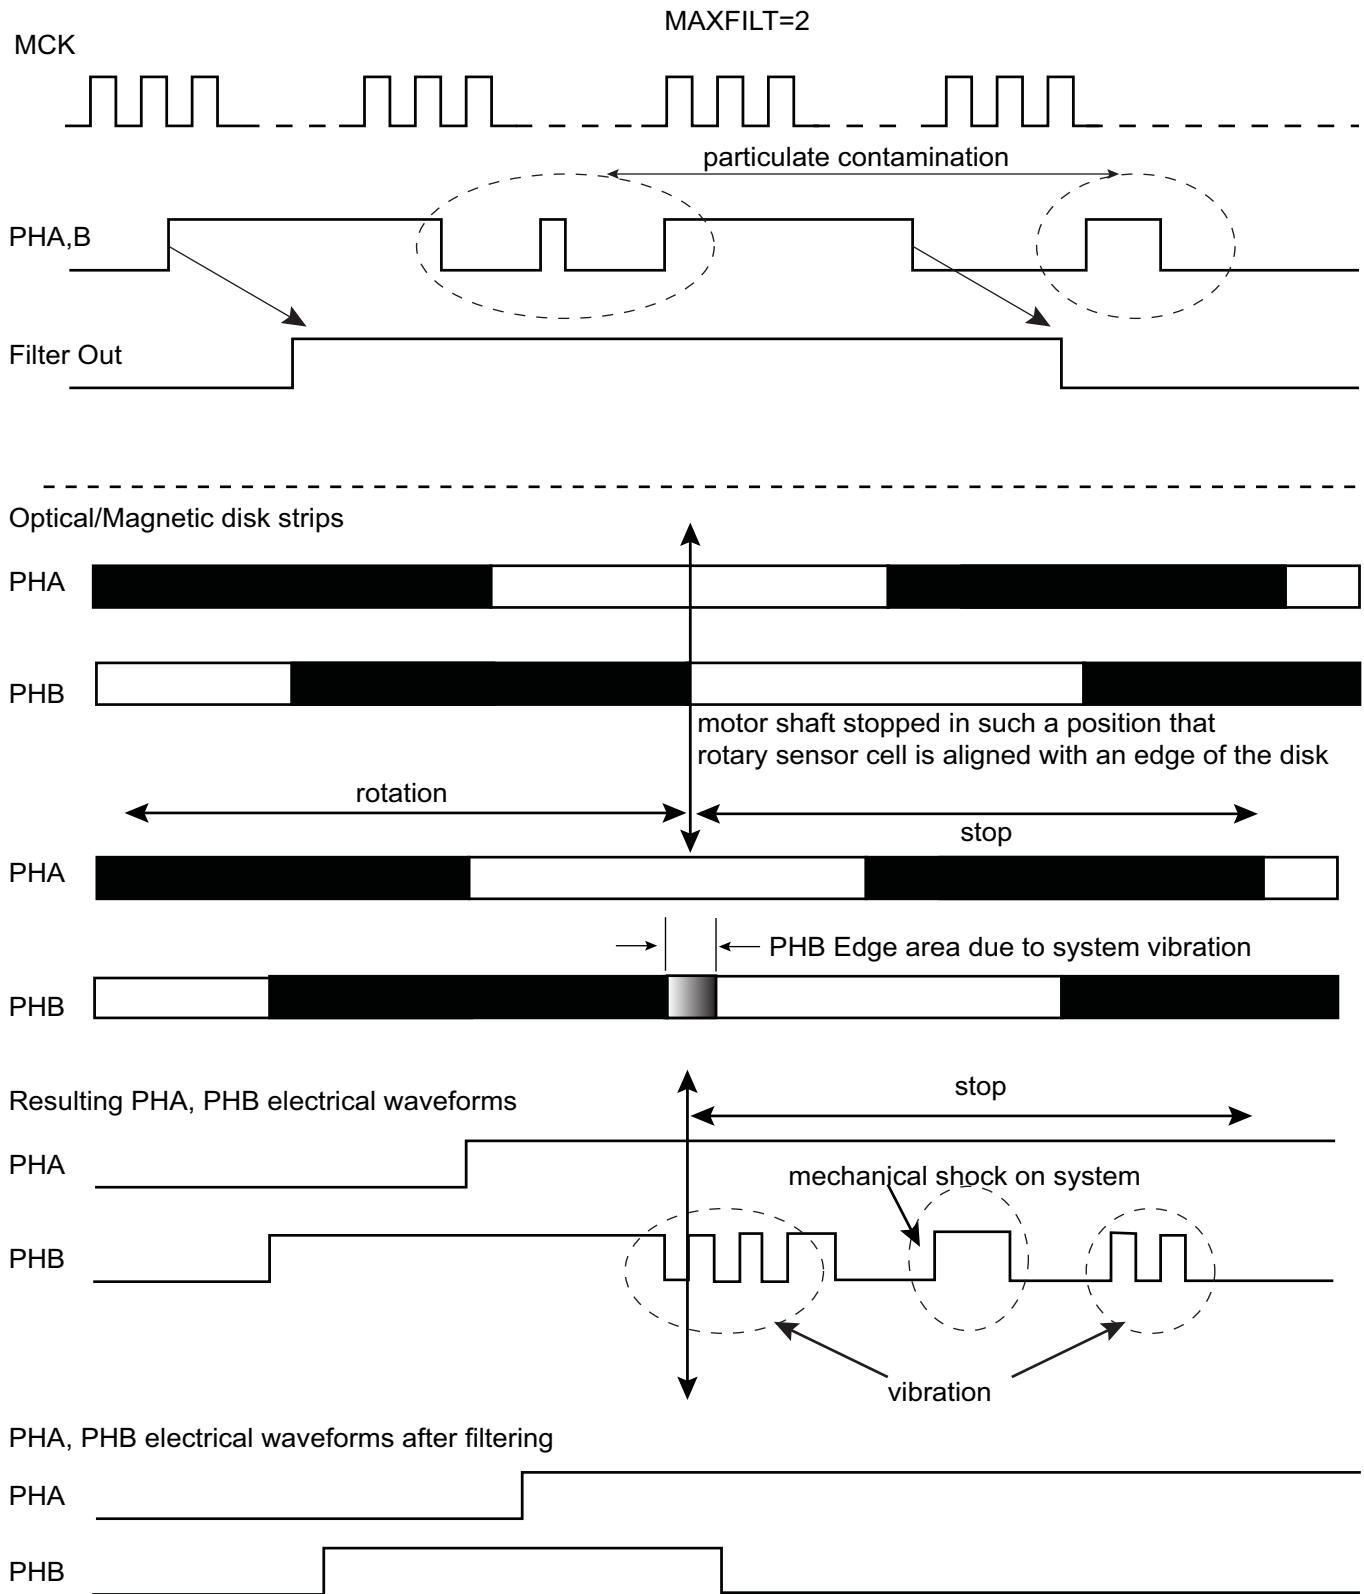 MAXFILT=2
MCK
particulate contamination
PHA,B
Filter Out
Optical/Magnetic disk strips
PHA
PHB
motor shaft stopped in such a position that
rotary sensor cell is aligned with an edge of the disk
rotation
stop
PHA
PHB Edge area due to system vibration
PHB
Resulting PHA, PHB electrical waveforms
stop
PHA
mechanical shock on system
PHB
vibration
PHA, PHB electrical waveforms after filtering
PHA
PHB